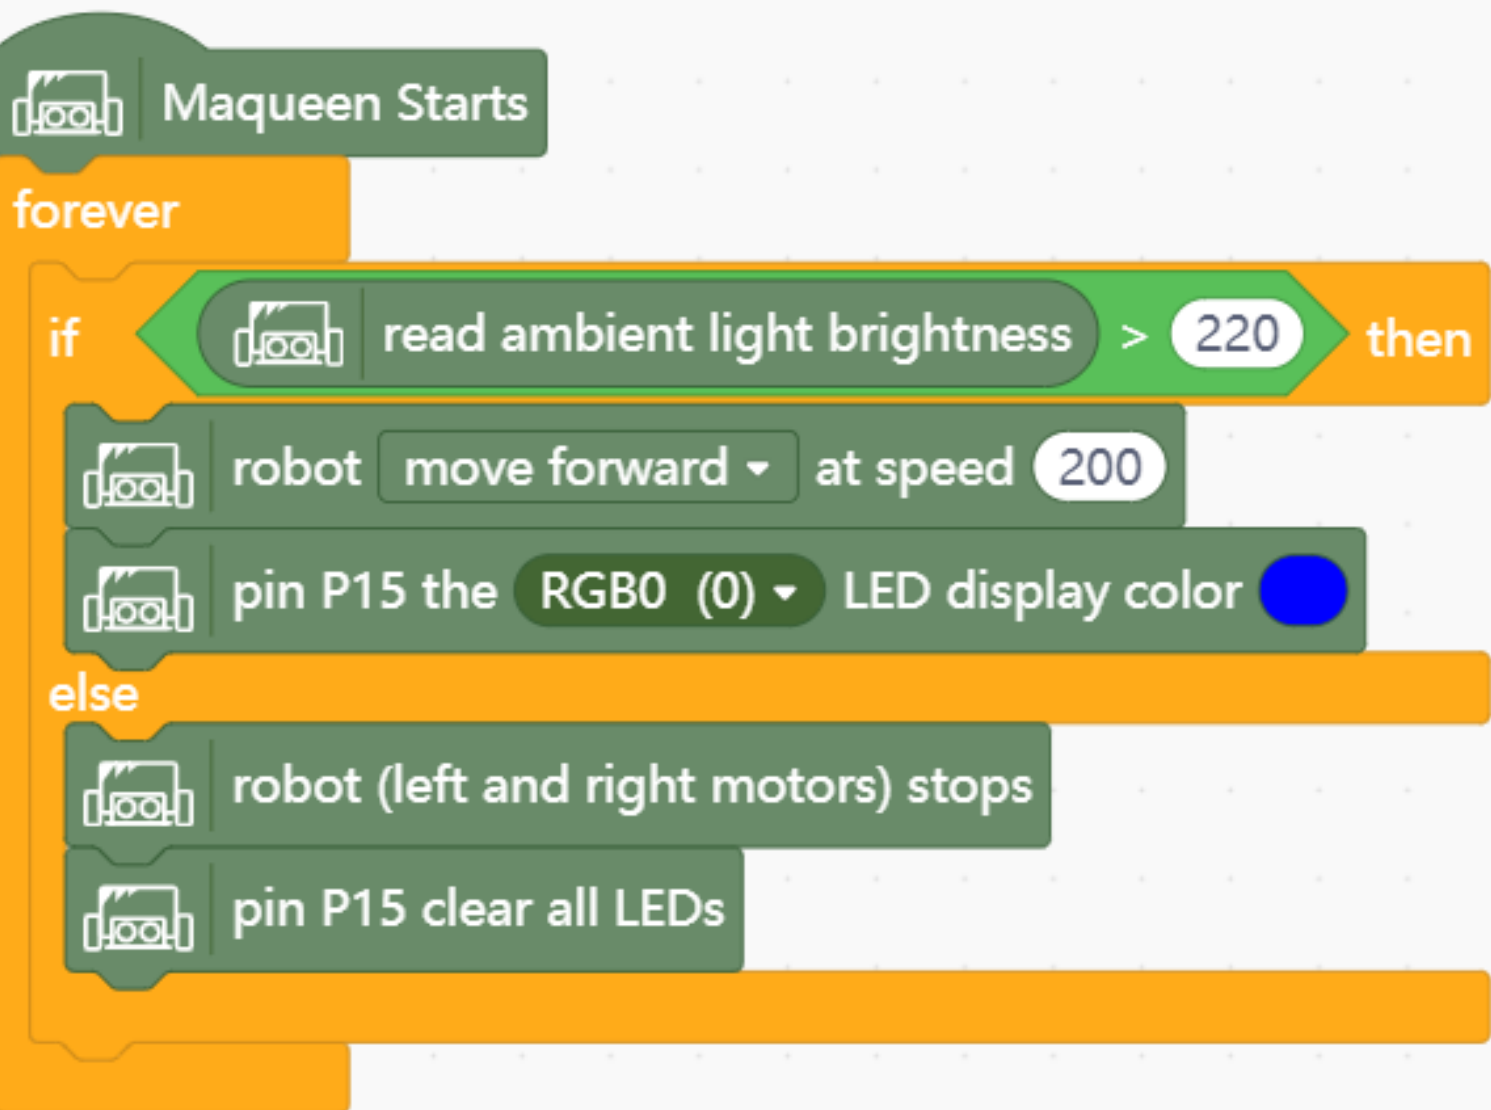 Maqueen Starts
forever
if read ambient light brightness > 220 then
robot move forward at speed 200
pin P15 the RGB0 (0) LED display color
else
robot (left and right motors) stops
pin P15 clear all LEDs